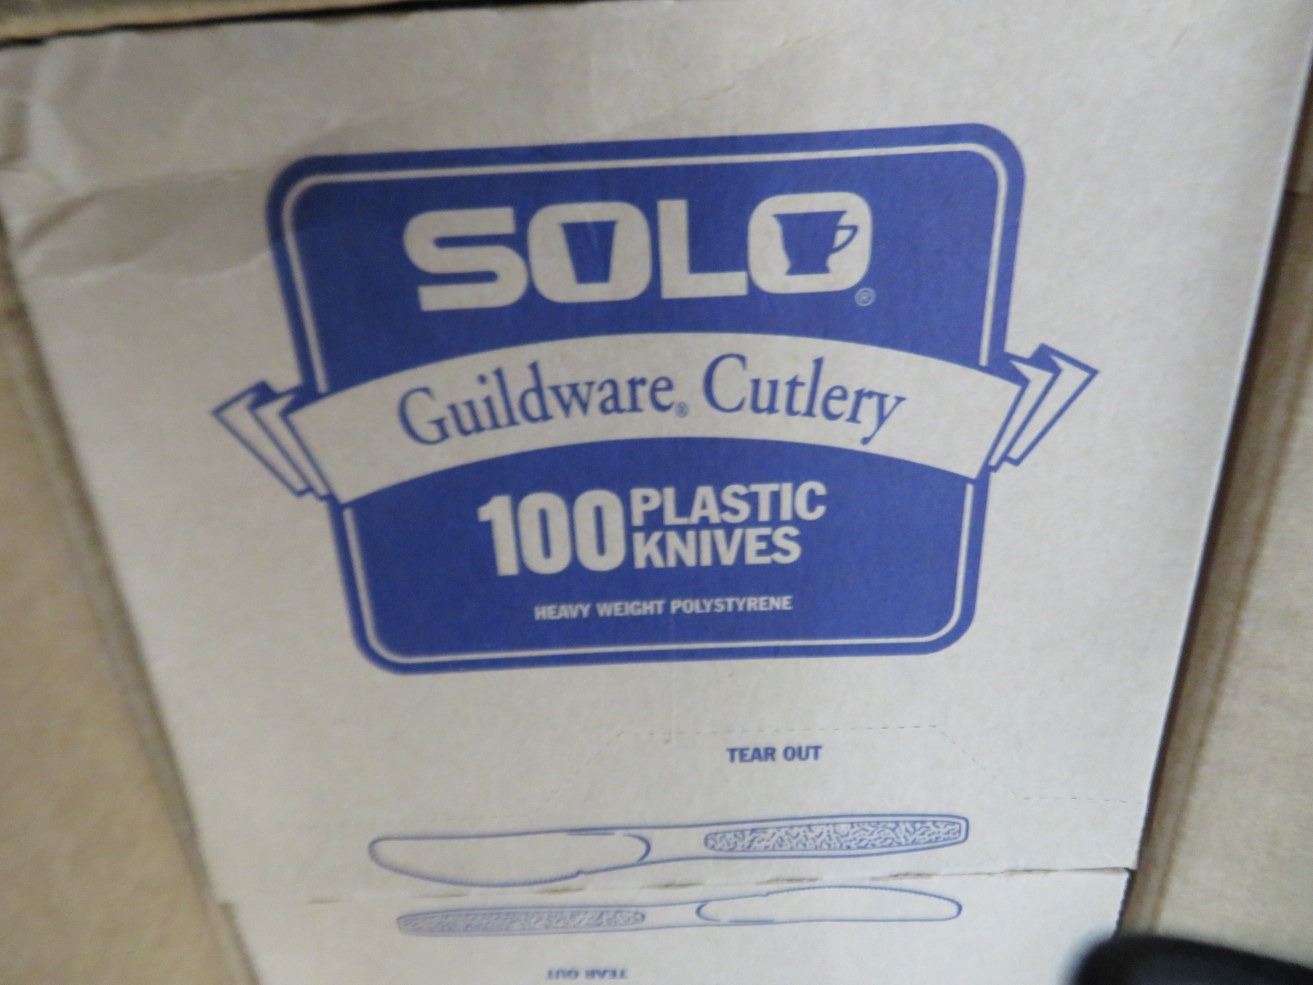 SOLO®
Guildware® Cutlery
100 PLASTIC
KNIVES
HEAVY WEIGHT POLYSTYRENE
TEAR OUT
TEAR OUT